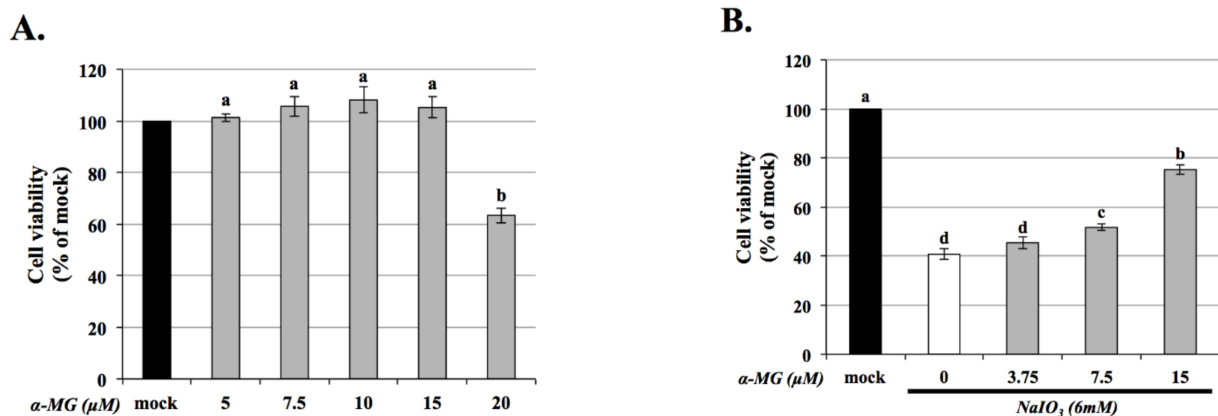 A.
Cell viability
(% of mock)
120
100
80
60
40
20
0
a
a
a
a
b
α-MG (μM) mock 5 7.5 10 15 20
B.
Cell viability
(% of mock)
120
100
80
60
40
20
0
a
d
d
c
b
α-MG (μM) mock 0 3.75 7.5 15
NaIO₃ (6mM)